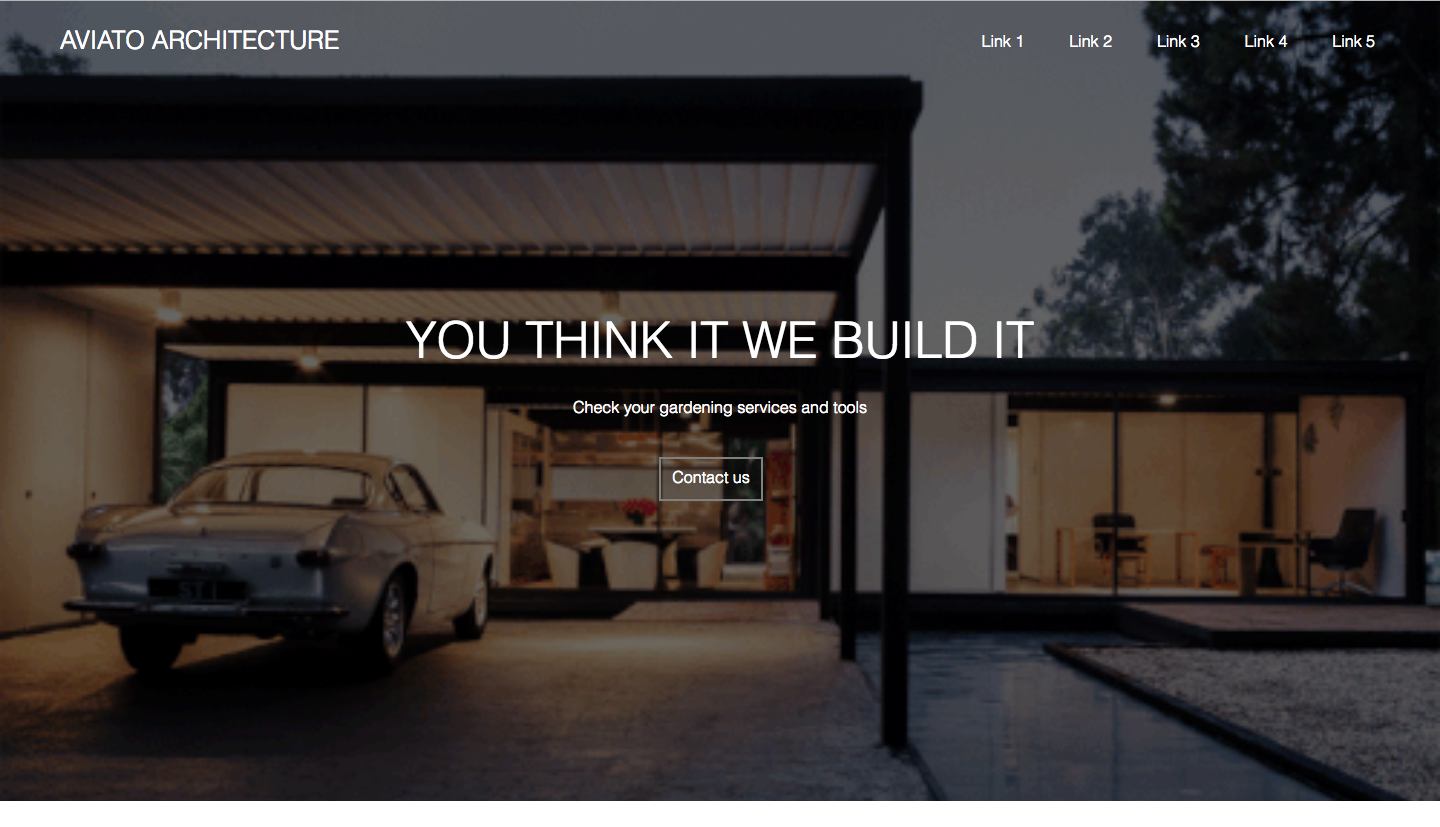 AVIATO ARCHITECTURE
Link 1 Link 2 Link 3 Link 4 Link 5
YOU THINK IT WE BUILD IT
Check your gardening services and tools
Contact us